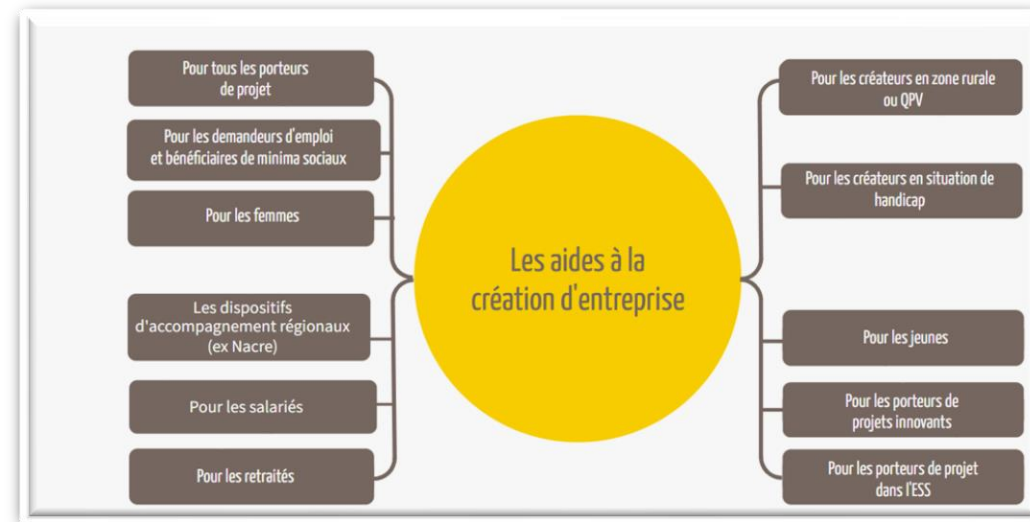 Pour tous les porteurs
de projet
Pour les demandeurs d'emploi
et bénéficiaires de minima sociaux
Pour les femmes
Les dispositifs
d'accompagnement régionaux
(ex Nacre)
Pour les salariés
Pour les retraités
Les aides à la
création d'entreprise
Pour les créateurs en zone rurale
ou QPV
Pour les créateurs en situation de
handicap
Pour les jeunes
Pour les porteurs de
projets innovants
Pour les porteurs de projet
dans l'ESS